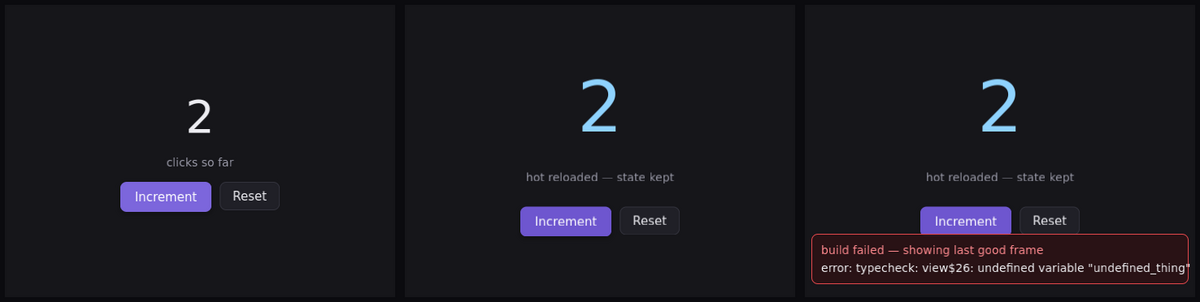 2
clicks so far
Increment Reset
2
hot reloaded — state kept
Increment Reset
2
hot reloaded — state kept
Increment Reset
build failed — showing last good frame
error: typecheck: view$26: undefined variable "undefined_thing"